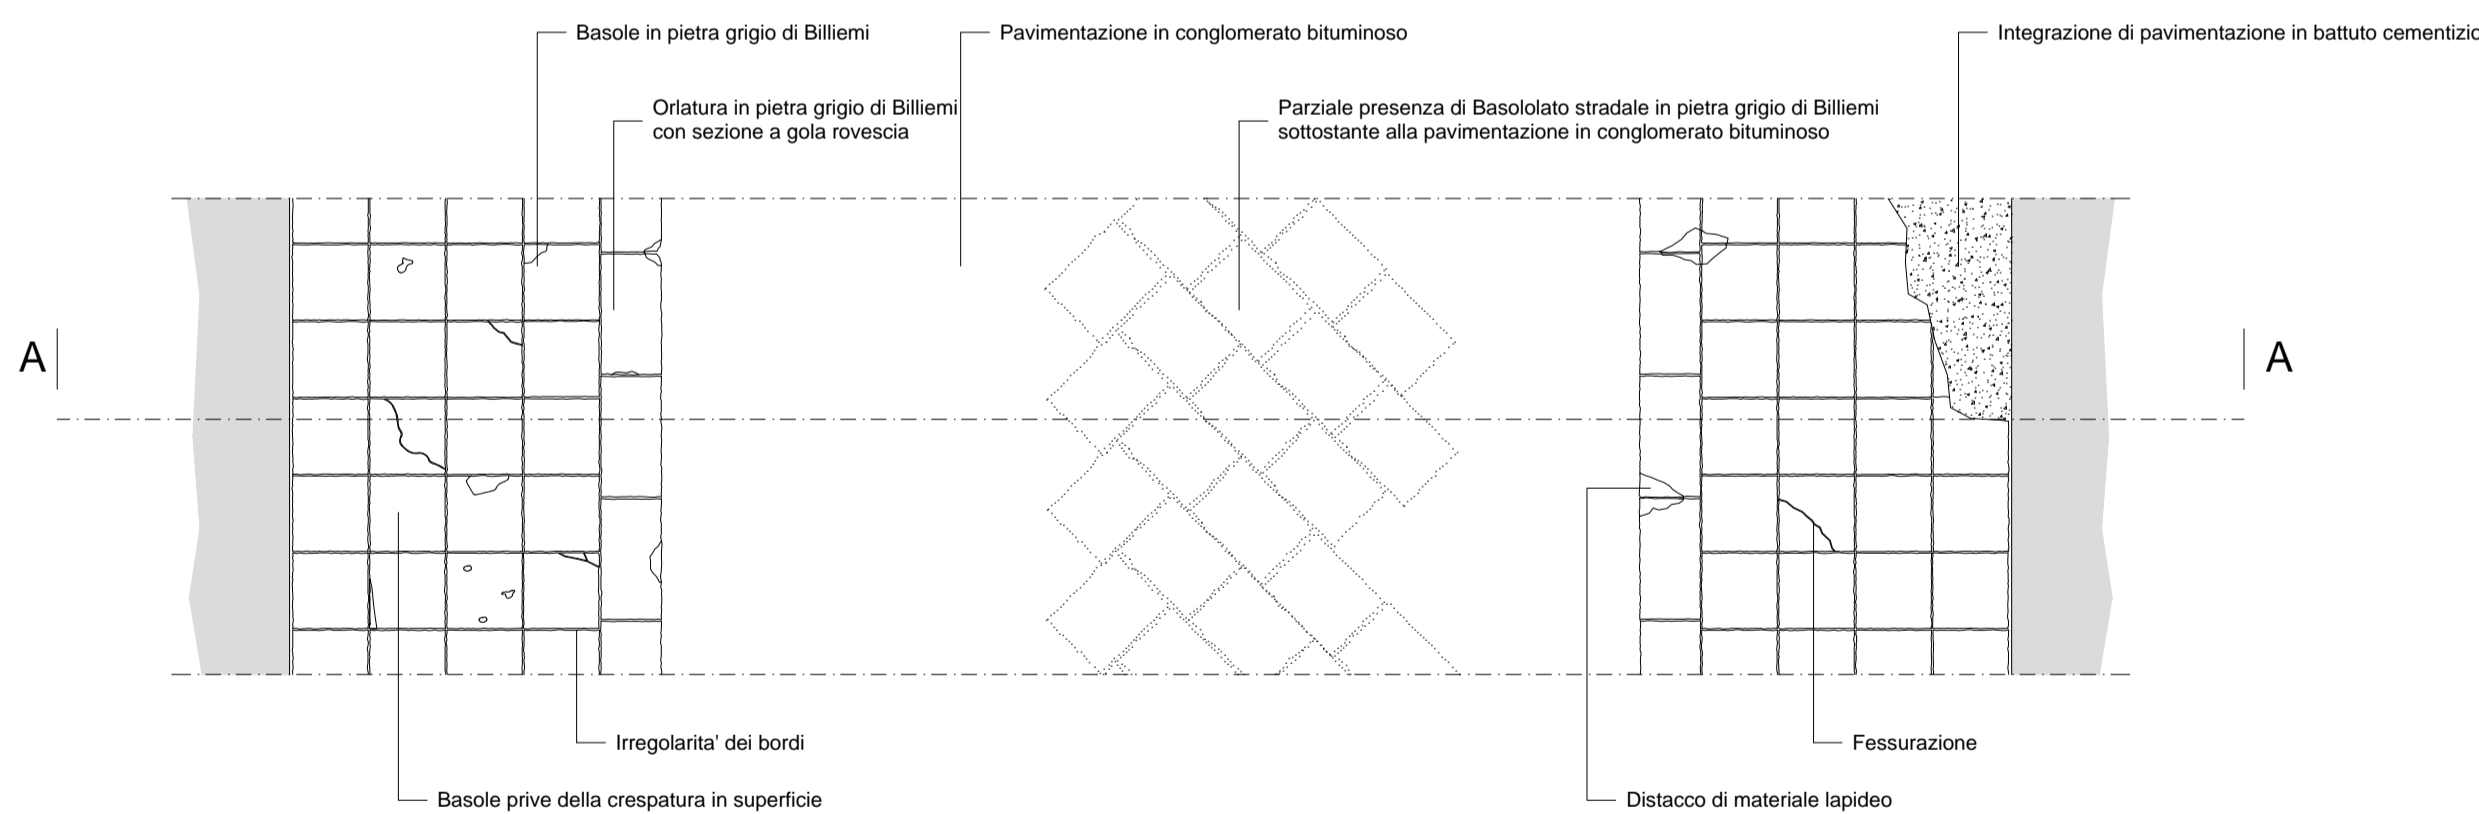 Basole in pietra grigio di Billiemi
Pavimentazione in conglomerato bituminoso
Integrazione di pavimentazione in battuto cementizio
Orlatura in pietra grigio di Billiemi
con sezione a gola rovescia
Parziale presenza di Basololato stradale in pietra grigio di Billiemi
sottostante alla pavimentazione in conglomerato bituminoso
A
A
Irregolarita' dei bordi
Fessurazione
Basole prive della crespatura in superficie
Distacco di materiale lapideo